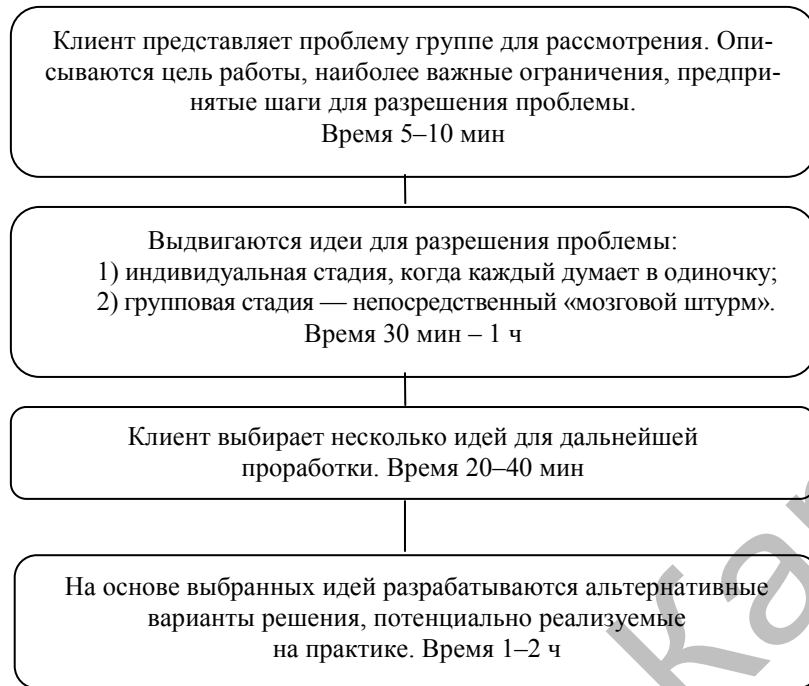 Клиент представляет проблему группе для рассмотрения. Опи-
сываются цель работы, наиболее важные ограничения, предпри-
нятые шаги для разрешения проблемы.
Время 5–10 мин
Выдвигаются идеи для разрешения проблемы:
1) индивидуальная стадия, когда каждый думает в одиночку;
2) групповая стадия — непосредственный «мозговой штурм».
Время 30 мин – 1 ч
Клиент выбирает несколько идей для дальнейшей
проработки. Время 20–40 мин
На основе выбранных идей разрабатываются альтернативные
варианты решения, потенциально реализуемые
на практике. Время 1–2 ч
Ка